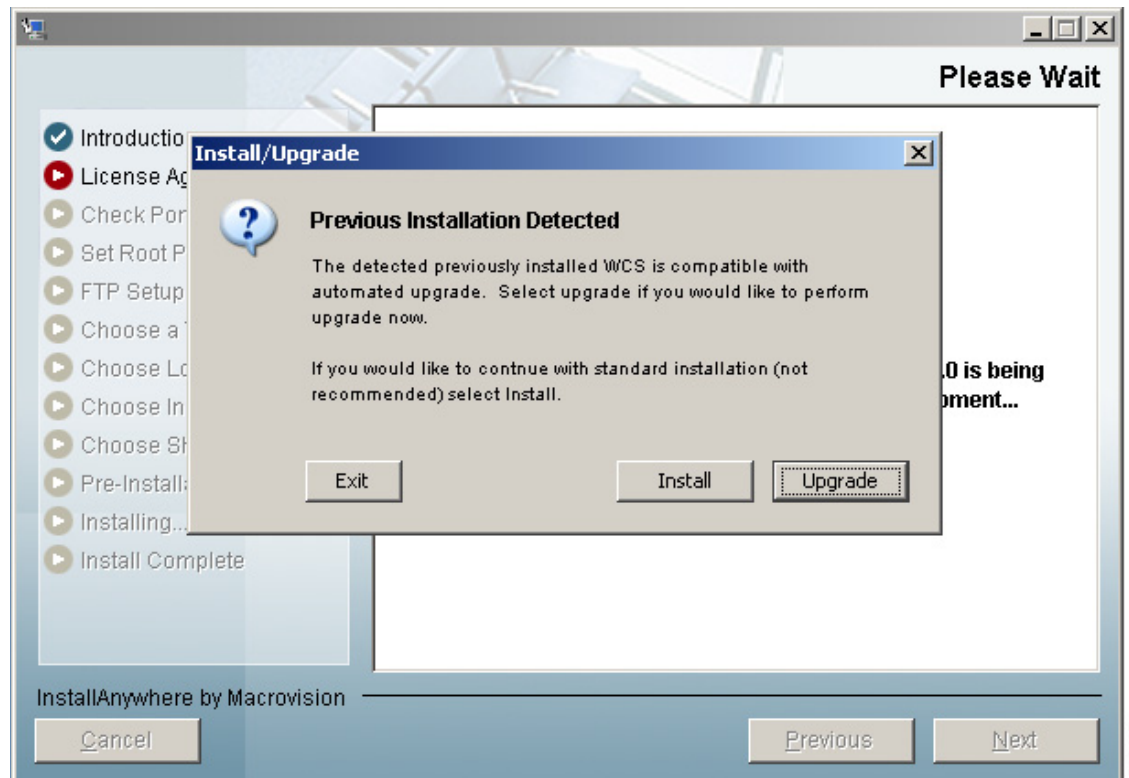 Please Wait
Introductio
License Ag
Check Por
Set Root P
FTP Setup
Choose a
Choose Lo
Choose In
Choose Sh
Pre-Install
Installing...
Install Complete
Install/Upgrade
Previous Installation Detected
The detected previously installed WCS is compatible with
automated upgrade. Select upgrade if you would like to perform
upgrade now.
If you would like to contnue with standard installation (not
recommended) select Install.
Exit
Install
Upgrade
.0 is being
oment...
InstallAnywhere by Macrovision
Cancel
Previous
Next